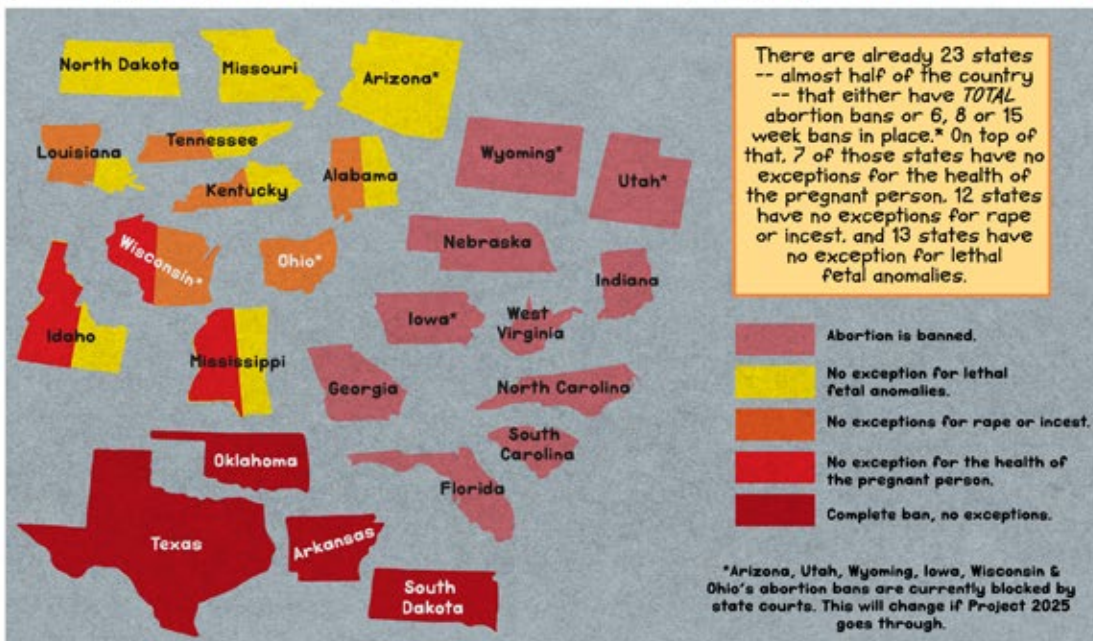 North Dakota
Missouri
Arizona*
Louisiana
Tennessee
Kentucky
Alabama
Wyoming*
Utah*
Wisconsin*
Ohio*
Nebraska
Indiana
Idaho
Mississippi
Iowa*
West
Virginia
Georgia
North Carolina
South
Carolina
Florida
Oklahoma
Texas
Arkansas
South
Dakota
There are already 23 states
-- almost half of the country
-- that either have TOTAL
abortion bans or 6, 8 or 15
week bans in place.* On top of
that, 7 of those states have no
exceptions for the health of
the pregnant person, 12 states
have no exceptions for rape
or incest, and 13 states have
no exception for lethal
fetal anomalies.
Abortion is banned.
No exception for lethal
fetal anomalies.
No exceptions for rape or incest.
No exception for the health of
the pregnant person.
Complete ban, no exceptions.
*Arizona, Utah, Wyoming, Iowa, Wisconsin &
Ohio's abortion bans are currently blocked by
state courts. This will change if Project 2025
goes through.